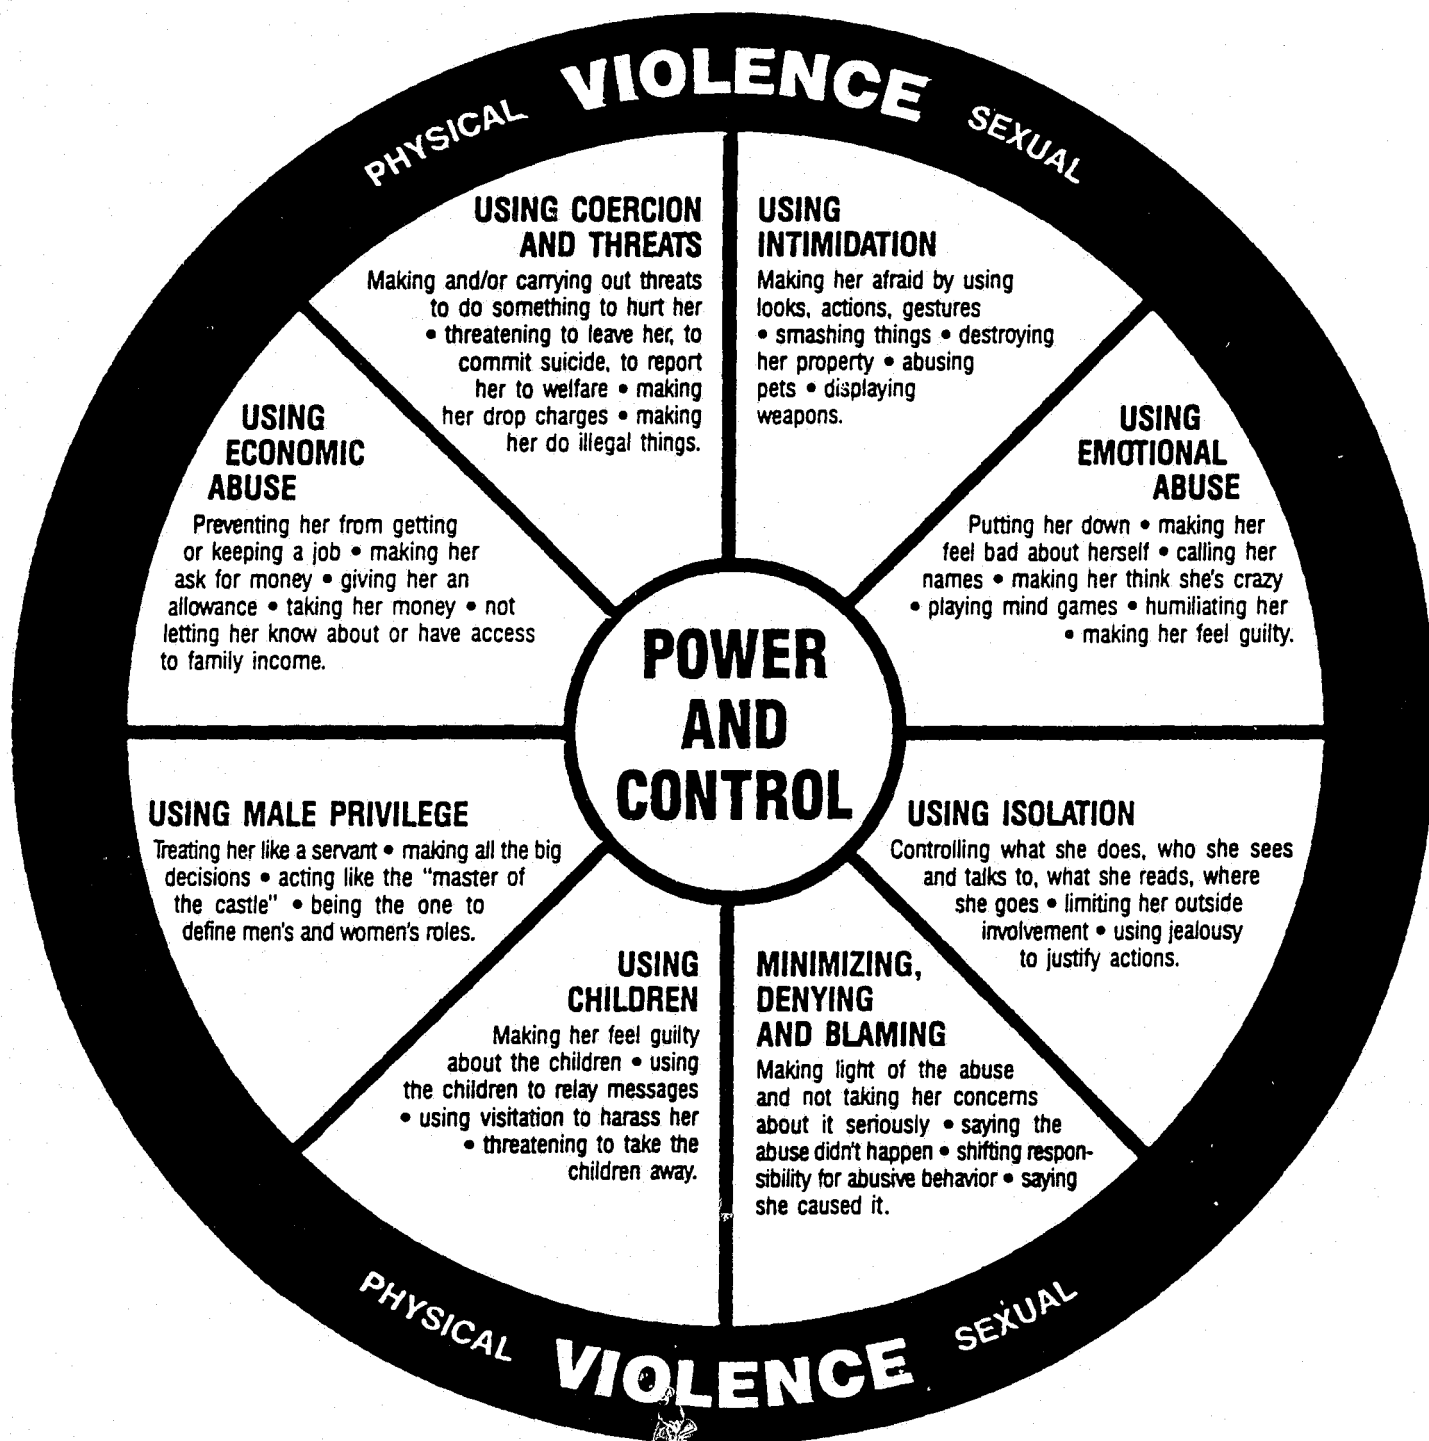 PHYSICAL VIOLENCE SEXUAL
USING COERCION
AND THREATS
Making and/or carrying out threats
to do something to hurt her
• threatening to leave her, to
commit suicide, to report
her to welfare • making
her drop charges • making
her do illegal things.
USING
INTIMIDATION
Making her afraid by using
looks, actions, gestures
• smashing things • destroying
her property • abusing
pets • displaying
weapons.
USING
EMOTIONAL
ABUSE
Putting her down • making her
feel bad about herself • calling her
names • making her think she's crazy
• playing mind games • humiliating her
• making her feel guilty.
USING ISOLATION
Controlling what she does, who she sees
and talks to, what she reads, where
she goes • limiting her outside
involvement • using jealousy
to justify actions.
MINIMIZING,
DENYING
AND BLAMING
Making light of the abuse
and not taking her concerns
about it seriously • saying the
abuse didn't happen • shifting respon-
sibility for abusive behavior • saying
she caused it.
USING
CHILDREN
Making her feel guilty
about the children • using
the children to relay messages
• using visitation to harass her
• threatening to take the
children away.
USING MALE PRIVILEGE
Treating her like a servant • making all the big
decisions • acting like the "master of
the castle" • being the one to
define men's and women's roles.
USING
ECONOMIC
ABUSE
Preventing her from getting
or keeping a job • making her
ask for money • giving her an
allowance • taking her money • not
letting her know about or have access
to family income.
POWER
AND
CONTROL
PHYSICAL VIOLENCE SEXUAL